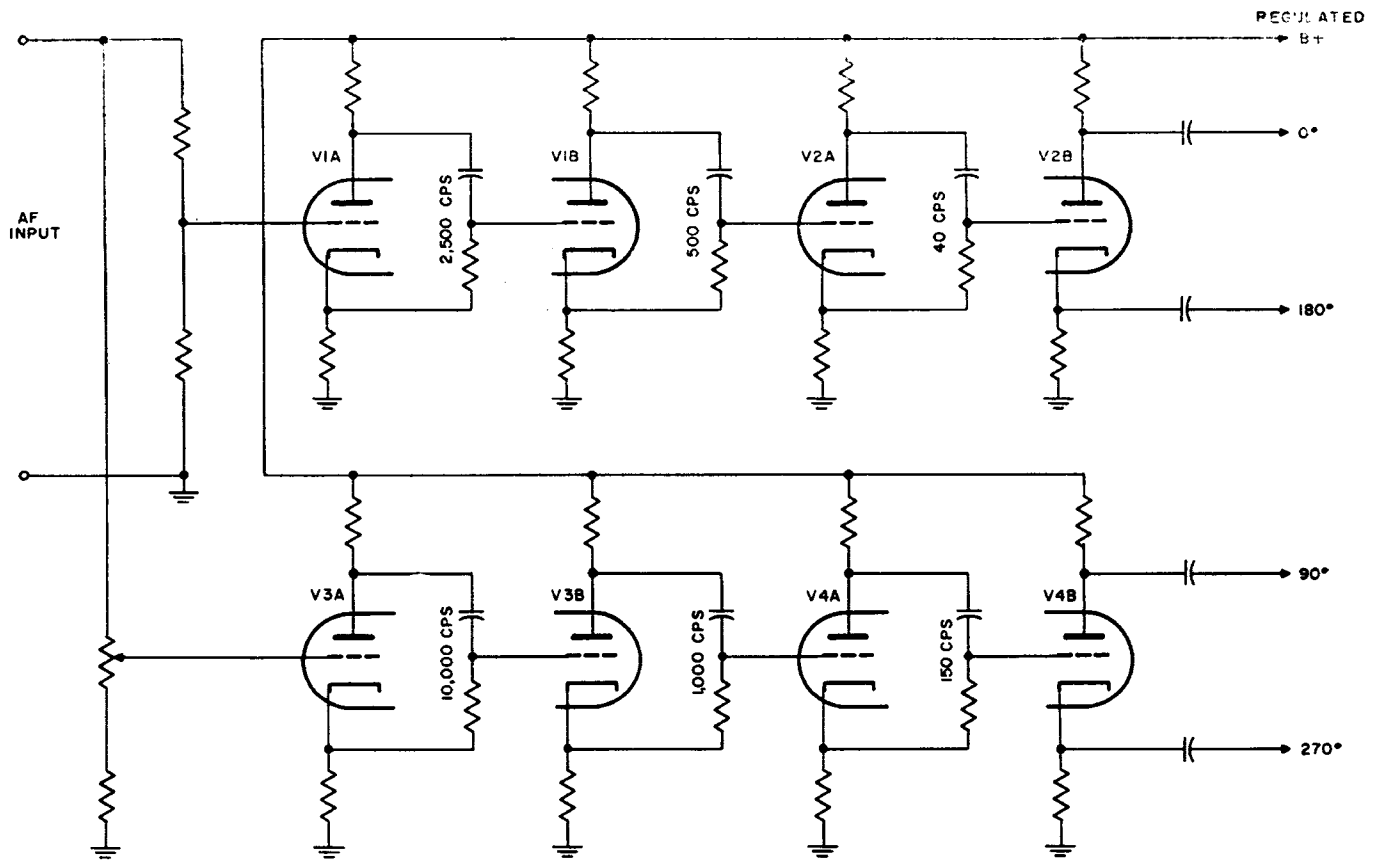 REGULATED
B+
0°
V1A
V1B
V2A
V2B
2,500 CPS
500 CPS
40 CPS
AF
INPUT
180°
V3A
V3B
V4A
V4B
90°
10,000 CPS
1,000 CPS
150 CPS
270°